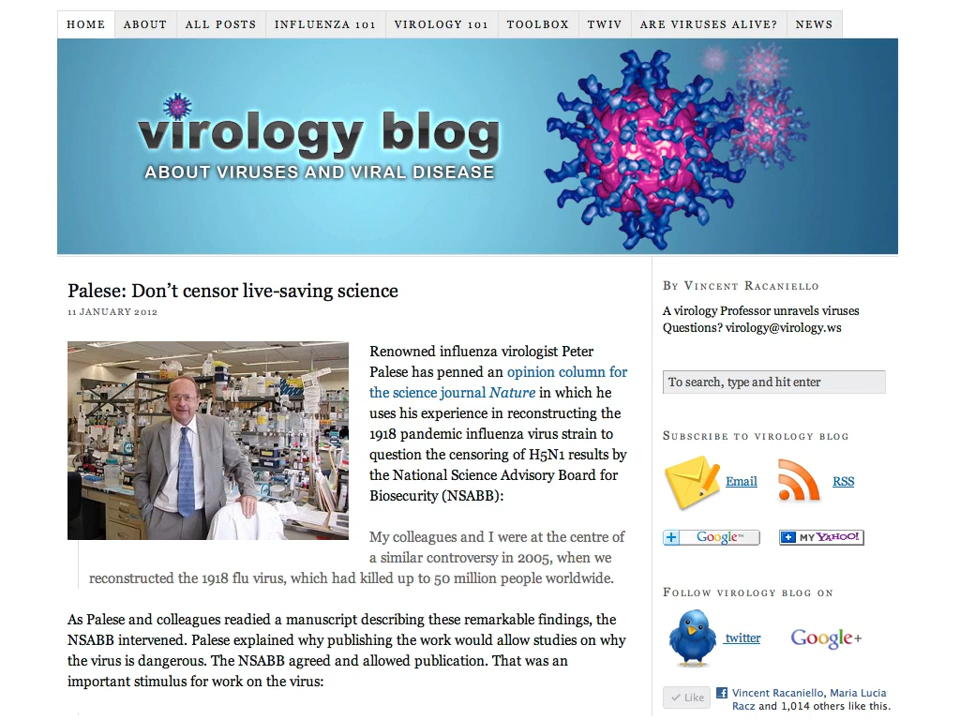 HOME ABOUT ALL POSTS INFLUENZA 101 VIROLOGY 101 TOOLBOX TWIV ARE VIRUSES ALIVE? NEWS
virology blog
ABOUT VIRUSES AND VIRAL DISEASE
Palese: Don't censor live-saving science
11 JANUARY 2012
Renowned influenza virologist Peter
Palese has penned an opinion column for
the science journal Nature in which he
uses his experience in reconstructing the
1918 pandemic influenza virus strain to
question the censoring of H5N1 results by
the National Science Advisory Board for
Biosecurity (NSABB):
My colleagues and I were at the centre of
a similar controversy in 2005, when we
reconstructed the 1918 flu virus, which had killed up to 50 million people worldwide.
As Palese and colleagues readied a manuscript describing these remarkable findings, the
NSABB intervened. Palese explained why publishing the work would allow studies on why
the virus is dangerous. The NSABB agreed and allowed publication. That was an
important stimulus for work on the virus:
BY VINCENT RACANIELLO
A virology Professor unravels viruses
Questions? virology@virology.ws
To search, type and hit enter
SUBSCRIBE TO VIROLOGY BLOG
Email RSS
Google™ MY YAHOO!
FOLLOW VIROLOGY BLOG ON
twitter Google+
Like Vincent Racaniello, Maria Lucia
Racz and 1,014 others like this.